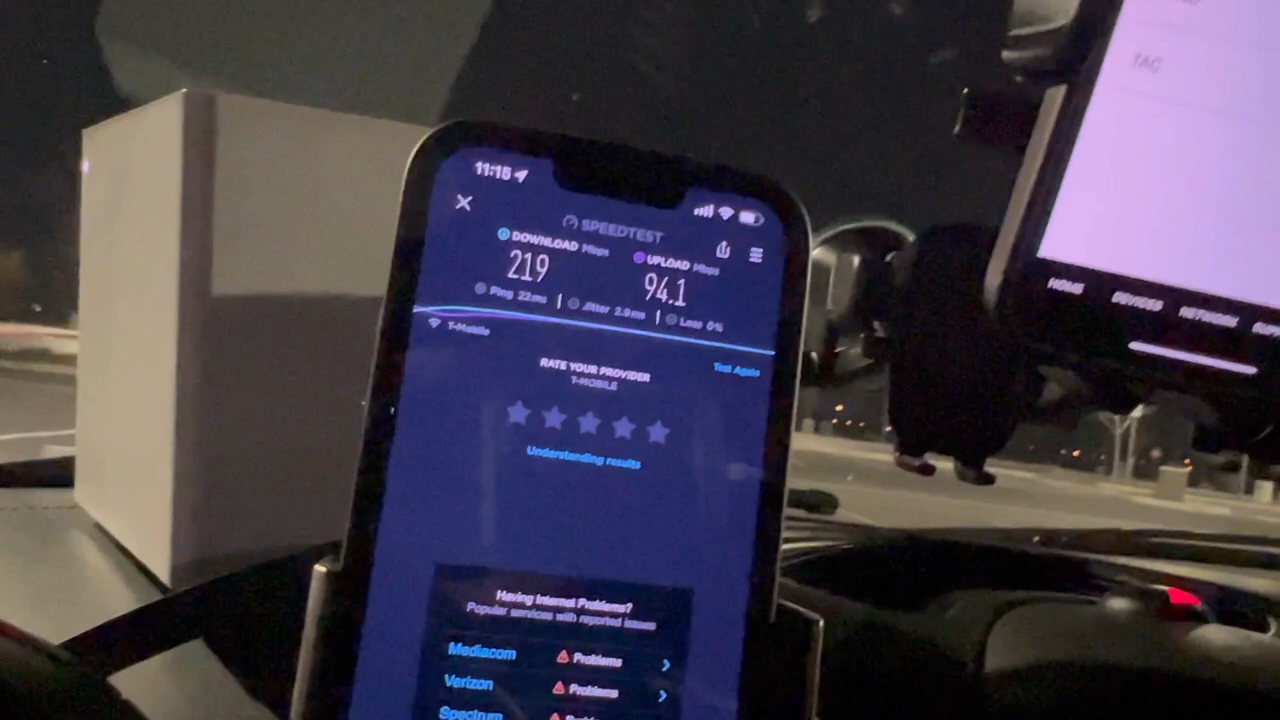 11:15
SPEEDTEST
DOWNLOAD Mbps
UPLOAD Mbps
219
94.1
Ping 22ms
Jitter 2.9ms
Loss 0%
T-Mobile
Test Again
RATE YOUR PROVIDER
T-MOBILE
Understanding results
Having Internet Problems?
Popular services with reported issues
Mediacom Problems
Verizon Problems
Spectrum
TAC
HOME DEVICES NETWORK